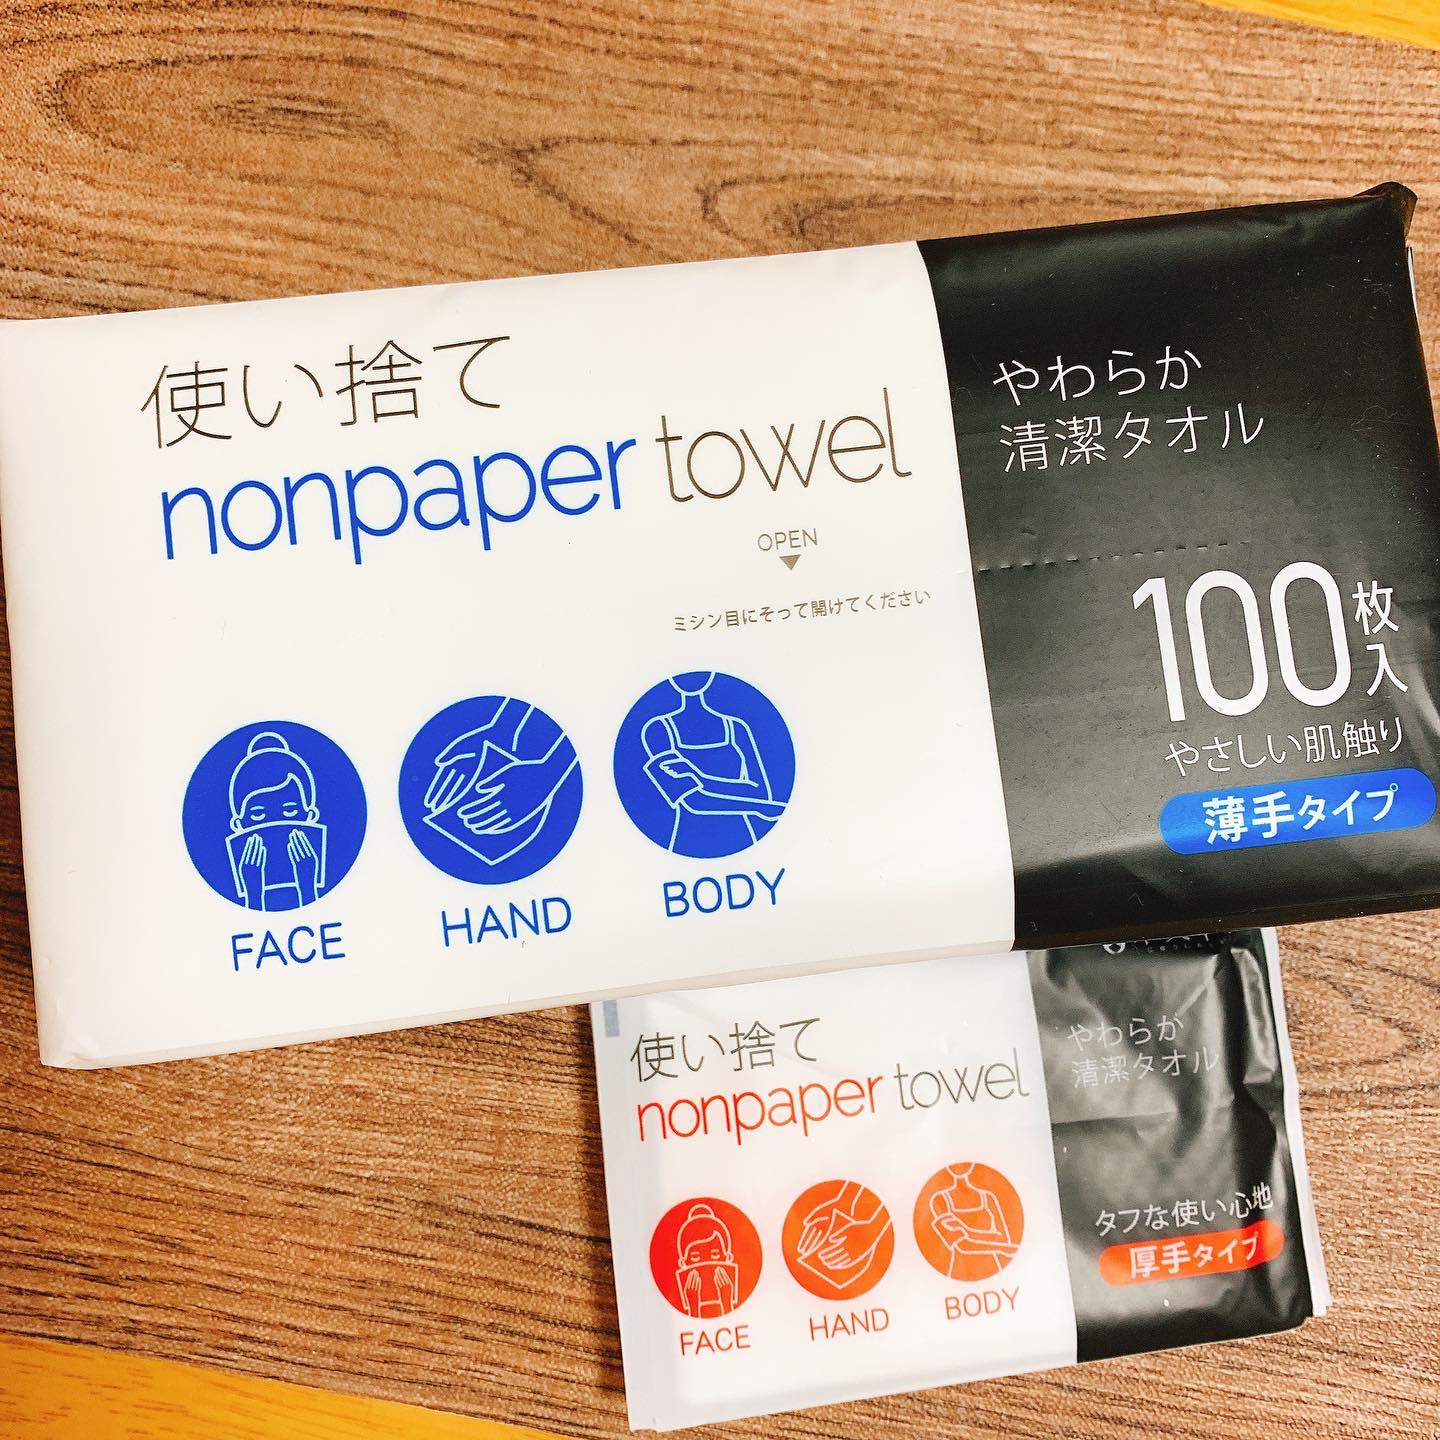 使い捨て
nonpaper towel
OPEN
ミシン目にそって開けてください
FACE
HAND
BODY
やわらか
清潔タオル
100枚入
やさしい肌触り
薄手タイプ
使い捨て
nonpaper towel
FACE
HAND
BODY
やわらか
清潔タオル
タフな使い心地
厚手タイプ